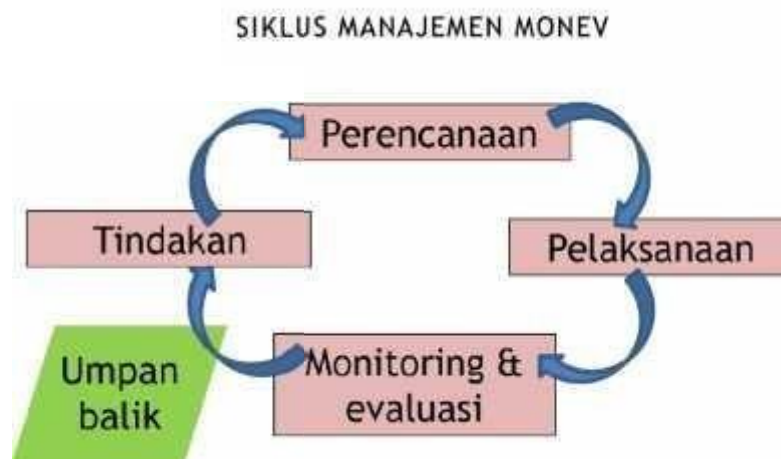 SIKLUS MANAJEMEN MONEV
Perencanaan
Tindakan
Pelaksanaan
Monitoring &
evaluasi
Umpan
balik